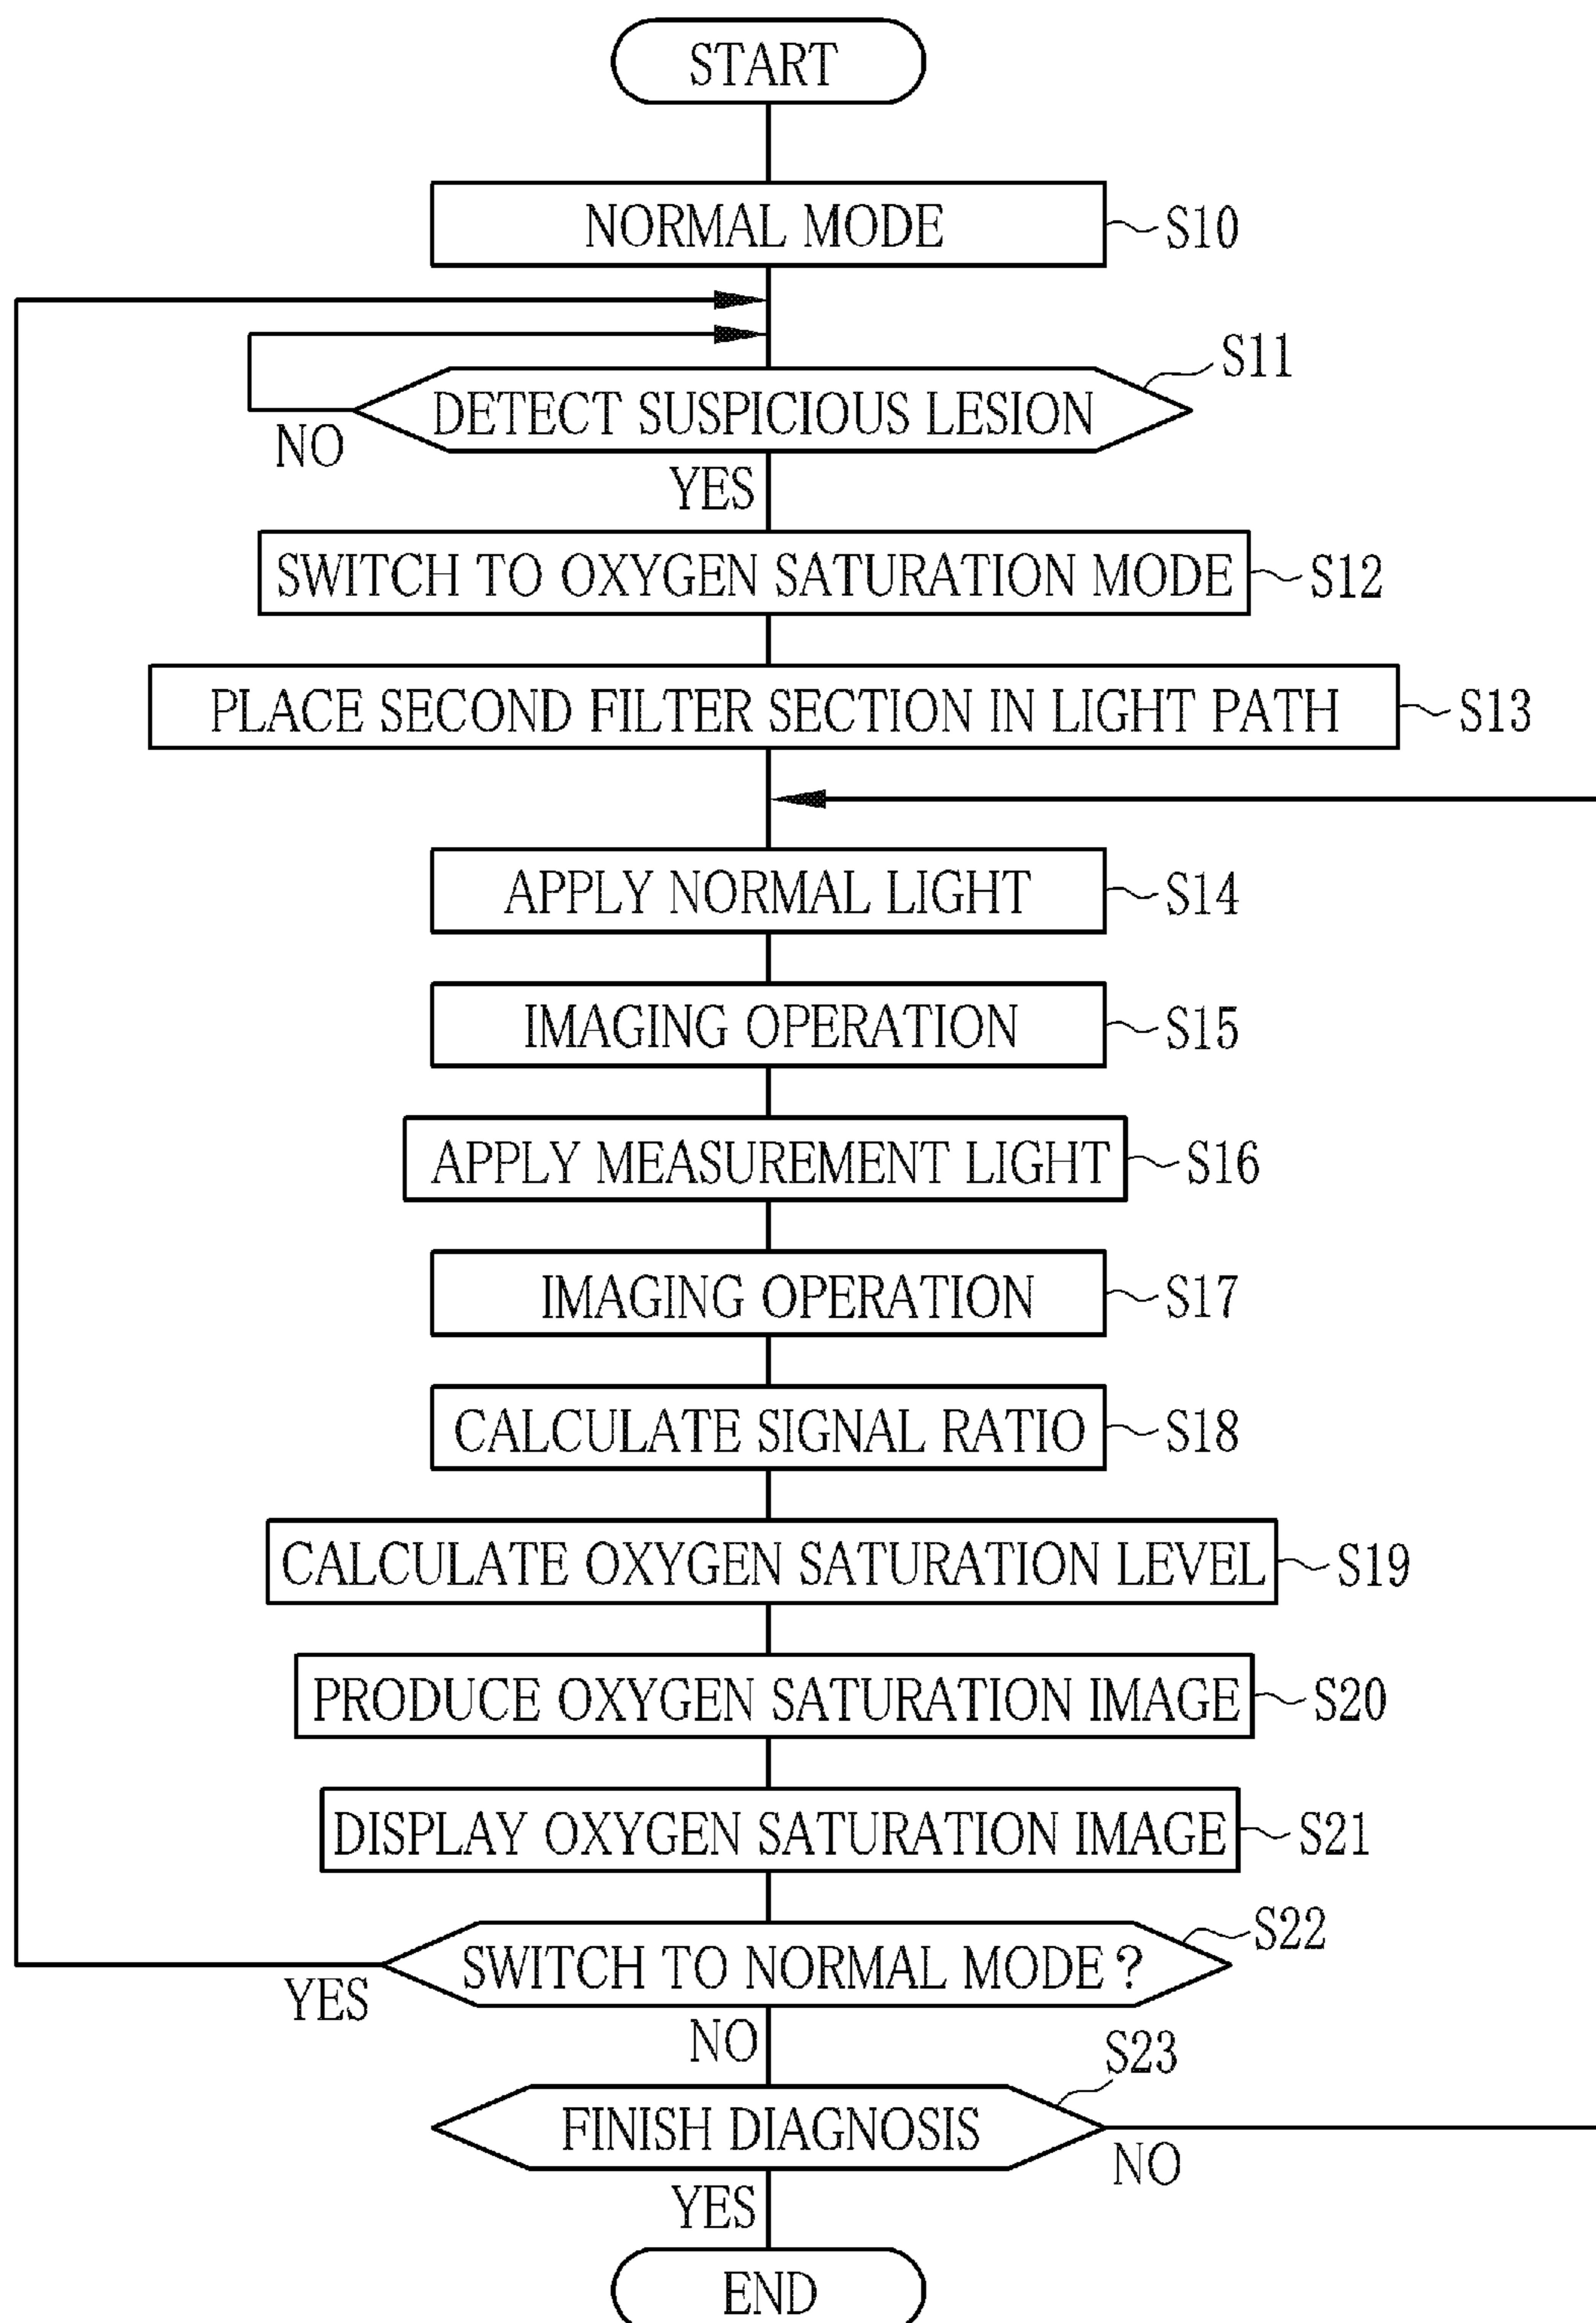 START
NORMAL MODE
S10
S11
DETECT SUSPICIOUS LESION
NO
YES
SWITCH TO OXYGEN SATURATION MODE
S12
PLACE SECOND FILTER SECTION IN LIGHT PATH
S13
APPLY NORMAL LIGHT
S14
IMAGING OPERATION
S15
APPLY MEASUREMENT LIGHT
S16
IMAGING OPERATION
S17
CALCULATE SIGNAL RATIO
S18
CALCULATE OXYGEN SATURATION LEVEL
S19
PRODUCE OXYGEN SATURATION IMAGE
S20
DISPLAY OXYGEN SATURATION IMAGE
S21
S22
SWITCH TO NORMAL MODE ?
YES
NO
S23
FINISH DIAGNOSIS
NO
YES
END